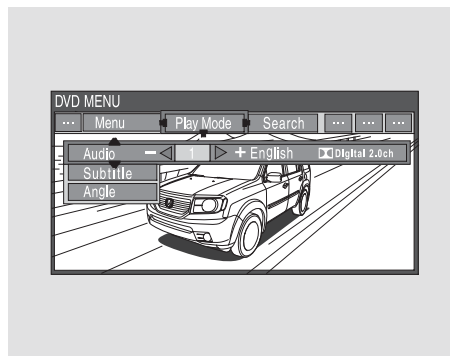 DVD MENU
... Menu Play Mode Search ... ... ...
Audio − 1 + English Digital 2.0ch
Subtitle
Angle